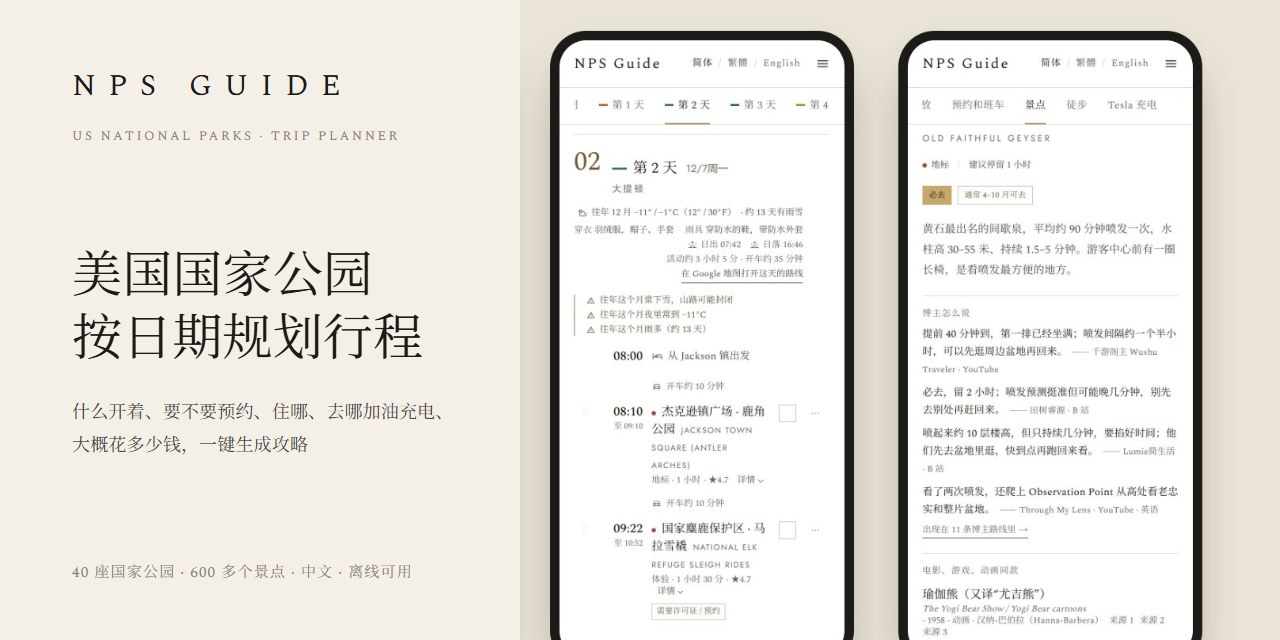 NPS GUIDE
US NATIONAL PARKS · TRIP PLANNER
美国国家公园
按日期规划行程
什么开着、要不要预约、住哪、去哪加油充电、
大概花多少钱，一键生成攻略
40 座国家公园 · 600 多个景点 · 中文 · 离线可用
NPS Guide 简体 / 繁體 / English
第 1 天 第 2 天 第 3 天 第 4
02 第 2 天 12/7周一
大提顿
往年 12 月 −11° / −1°C（12° / 30°F） · 约 13 天有雨雪
穿衣 羽绒服，帽子、手套 · 雨具 穿防水的鞋，带防水外套
日出 07:42 日落 16:46
活动约 3 小时 5 分 · 开车约 35 分钟
在 Google 地图打开这天的路线
往年这个月常下雪，山路可能封闭
往年这个月夜里常到 −11°C
往年这个月雨多（约 13 天）
08:00 从 Jackson 镇出发
开车约 10 分钟
08:10 杰克逊镇广场 · 鹿角
至 09:10 公园 JACKSON TOWN
SQUARE (ANTLER
ARCHES)
地标 · 1 小时 · ★4.7 详情
开车约 10 分钟
09:22 国家麋鹿保护区 · 马
至 10:52 拉雪橇 NATIONAL ELK
REFUGE SLEIGH RIDES
体验 · 1 小时 30 分 · ★4.7
详情
需要许可证 / 预约
NPS Guide 简体 / 繁體 / English
预约和班车 景点 徒步 Tesla 充电
OLD FAITHFUL GEYSER
地标 建议停留 1 小时
必去 通常 4–10 月可去
黄石最出名的间歇泉，平均约 90 分钟喷发一次，水
柱高 30–55 米、持续 1.5–5 分钟。游客中心前有一圈
长椅，是看喷发最方便的地方。
博主怎么说
提前 40 分钟到，第一排已经坐满；喷发间隔约一个半小
时，可以先逛周边盆地再回来。 —— 千游阁主 Wushu
Traveler · YouTube
必去，留 2 小时；喷发预测挺准但可能晚几分钟，别先
去别处再赶回来。 —— 田树睿源 · B 站
喷起来约 10 层楼高，但只持续几分钟，要掐好时间；他
们先去盆地里逛，快到点再跑回来看。 —— Lumie简生活
· B 站
看了两次喷发，还爬上 Observation Point 从高处看老忠
实和整片盆地。 —— Through My Lens · YouTube · 英语
出现在 11 条博主路线里 →
电影、游戏、动画同款
瑜伽熊（又译“尤吉熊”）
The Yogi Bear Show / Yogi Bear cartoons
· 1958 · 动画 · 汉纳-巴伯拉（Hanna-Barbera） 来源 1 来源 2
来源 3